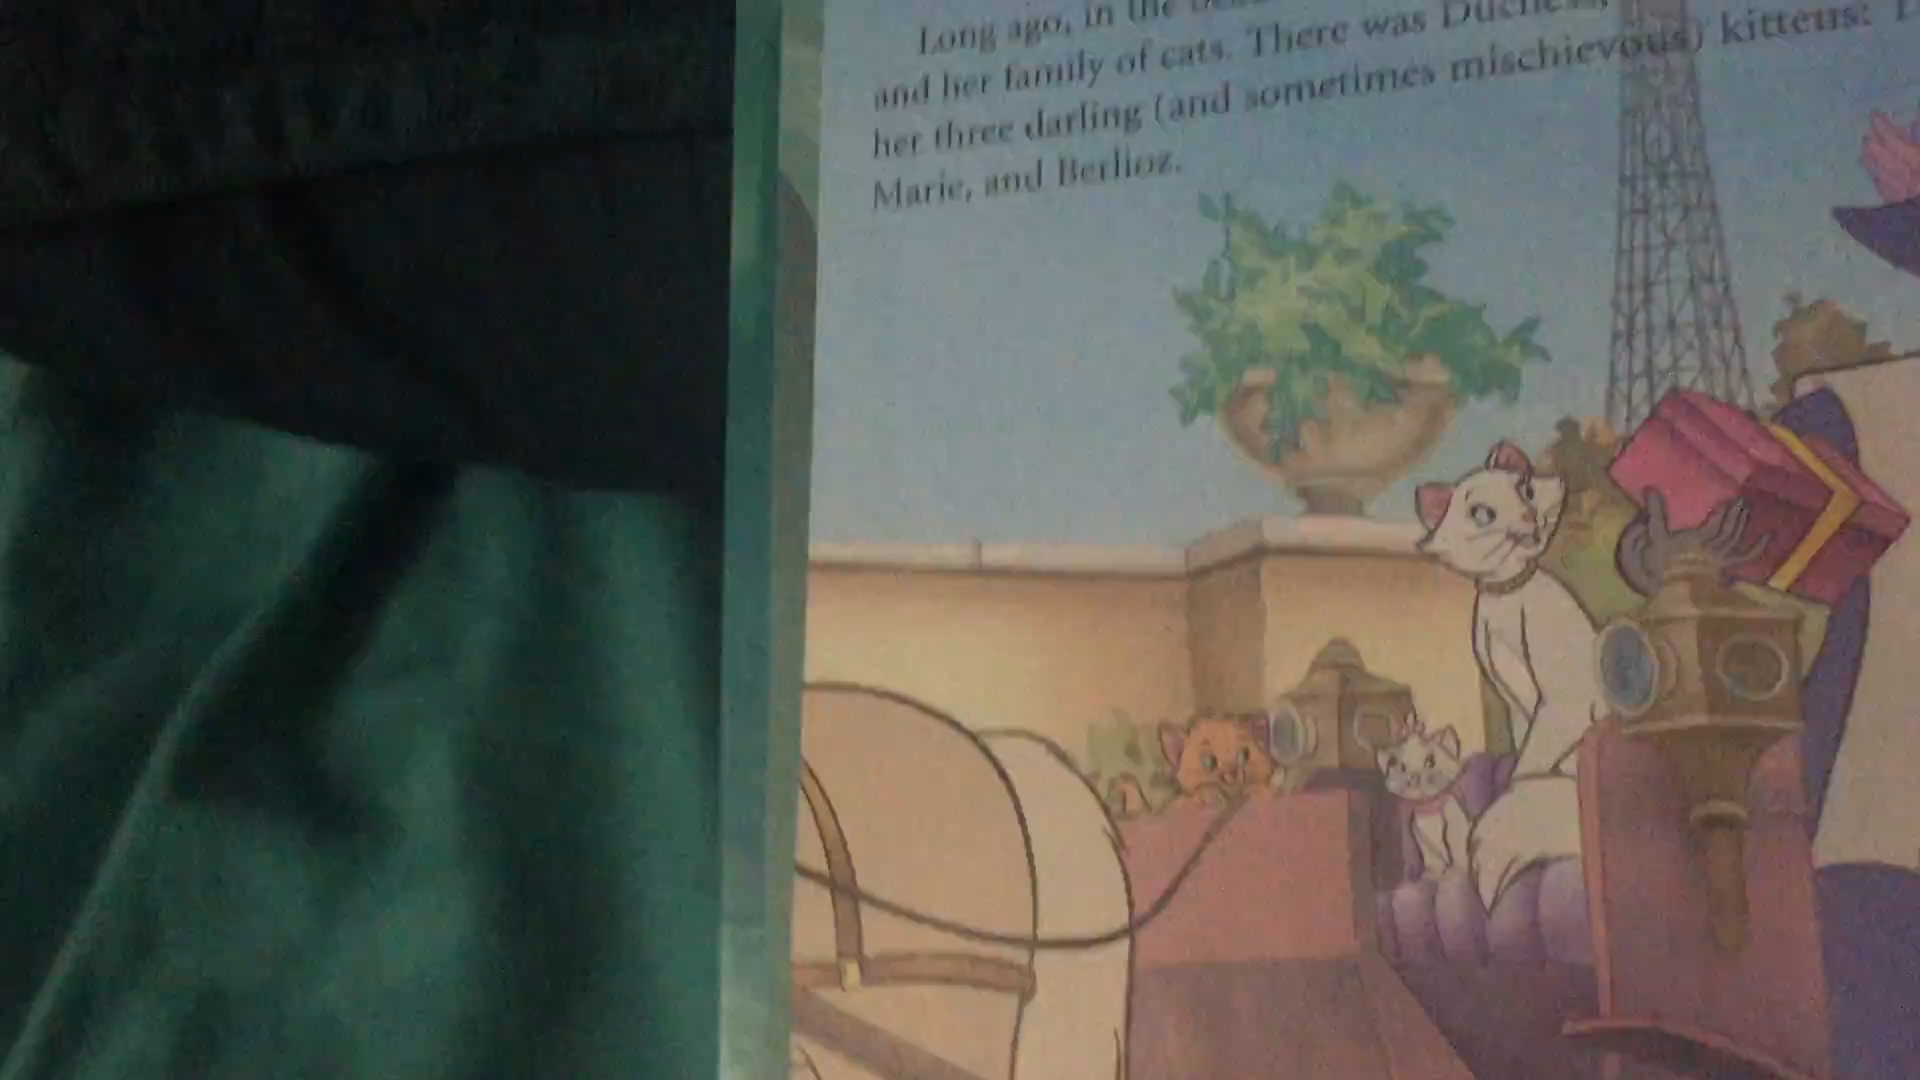 Long ago, in the
and her family of cats. There was Duchess,
her three darling (and sometimes mischievous) kittens:
Marie, and Berlioz.